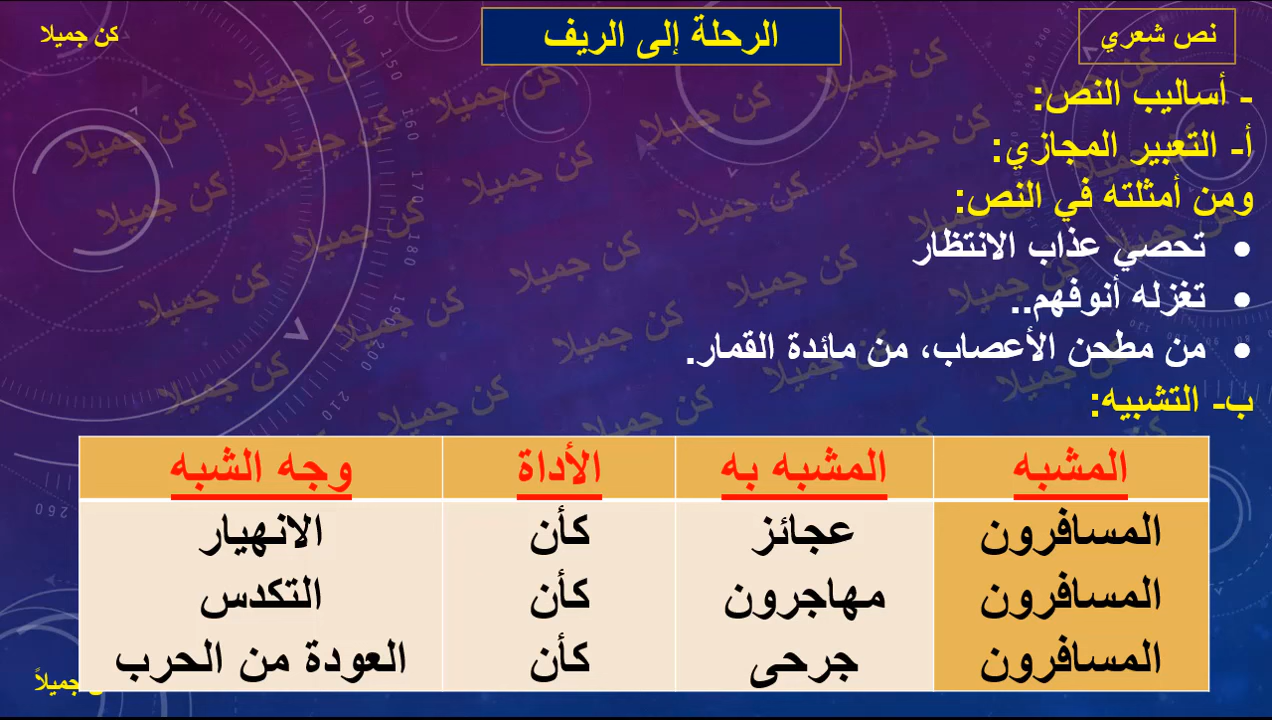 نص شعري
الرحلة إلى الريف
كن جميلا
- أساليب النص:
أ- التعبير المجازي:
ومن أمثلته في النص:
• تحصي عذاب الانتظار
• تغزله أنوفهم..
• من مطحن الأعصاب، من مائدة القمار.
ب- التشبيه:
المشبه المشبه به الأداة وجه الشبه
المسافرون عجائز كأن الانهيار
المسافرون مهاجرون كأن التكدس
المسافرون جرحى كأن العودة من الحرب
جميلاً